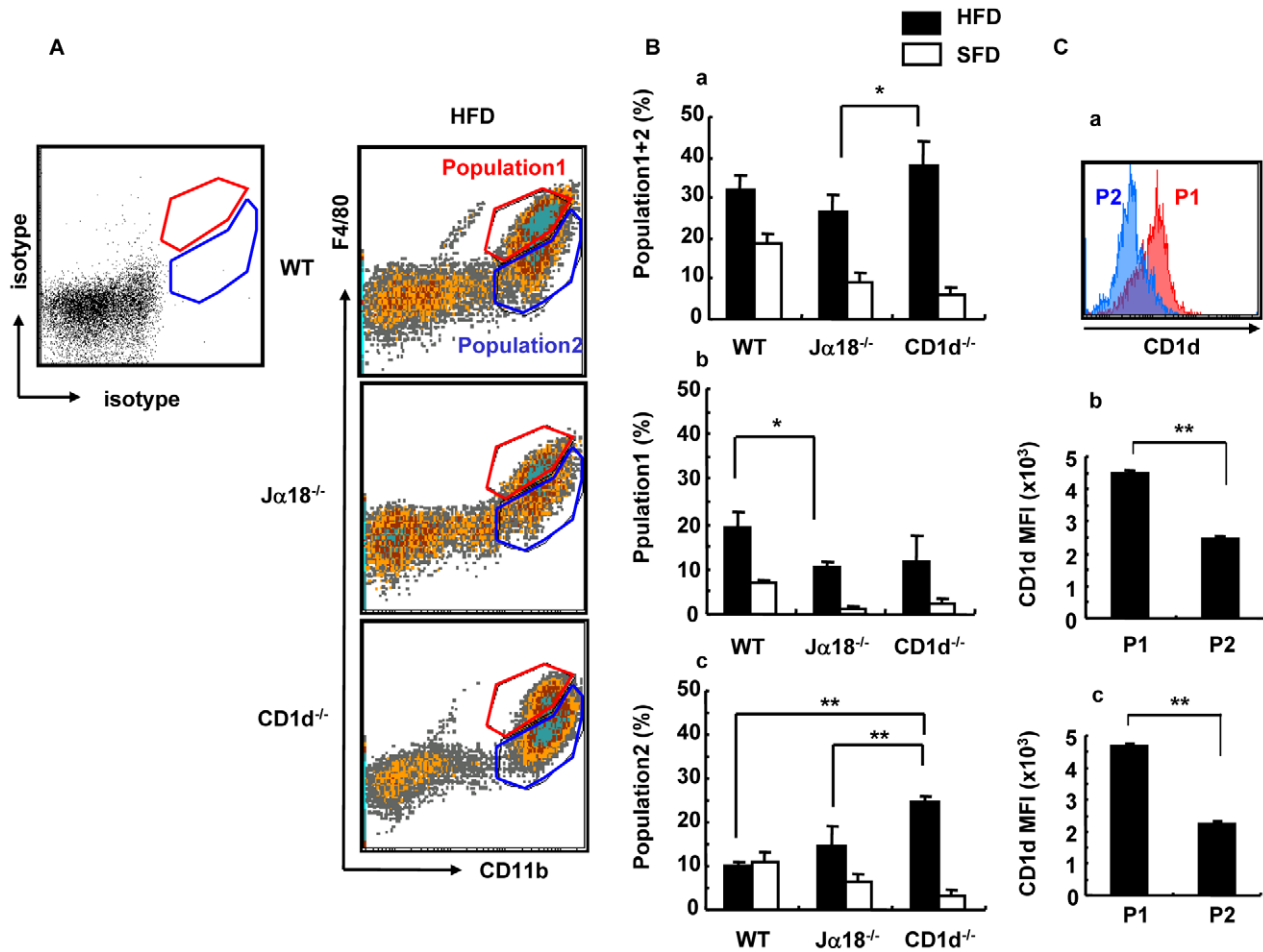 A
isotype
isotype
HFD
F4/80
WT
Population1
Population2
Jα18-/-
CD1d-/-
CD11b
B
HFD
SFD
a
Population1+2 (%)
50
40
30
20
10
0
*
WT Jα18-/- CD1d-/-
b
Ppulation1 (%)
50
40
30
20
10
0
*
WT Jα18-/- CD1d-/-
c
Population2 (%)
50
40
30
20
10
0
**
**
WT Jα18-/- CD1d-/-
C
a
P2 P1
CD1d
b
CD1d MFI (x10³)
5
4
3
2
1
0
**
P1 P2
c
CD1d MFI (x10³)
5
4
3
2
1
0
**
P1 P2